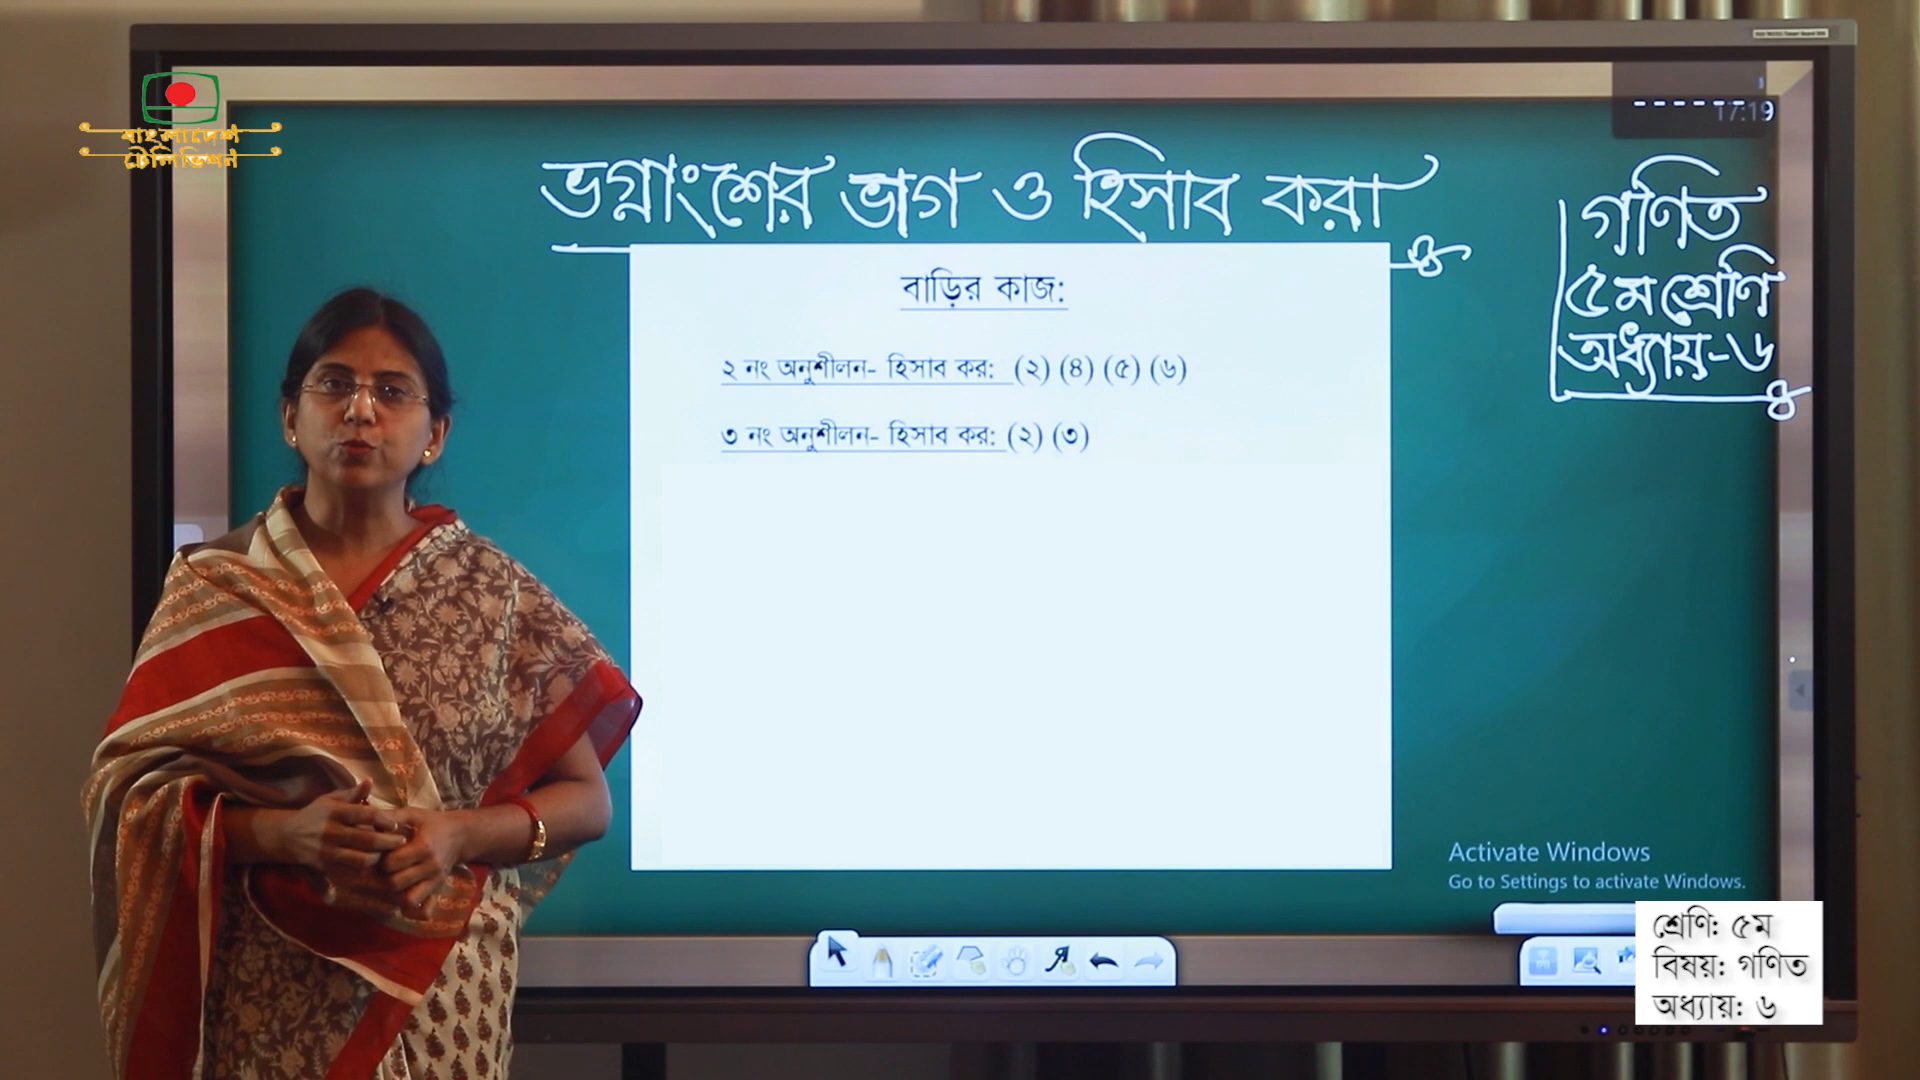 বাংলাদেশ
টেলিভিশন
17:19
ভগ্নাংশের ভাগ ও হিসাব করা
গণিত
৫ম শ্রেণি
অধ্যায়-৬
বাড়ির কাজ:
২ নং অনুশীলন- হিসাব কর: (২) (৪) (৫) (৬)
৩ নং অনুশীলন- হিসাব কর: (২) (৩)
Activate Windows
Go to Settings to activate Windows.
শ্রেণি: ৫ম
বিষয়: গণিত
অধ্যায়: ৬